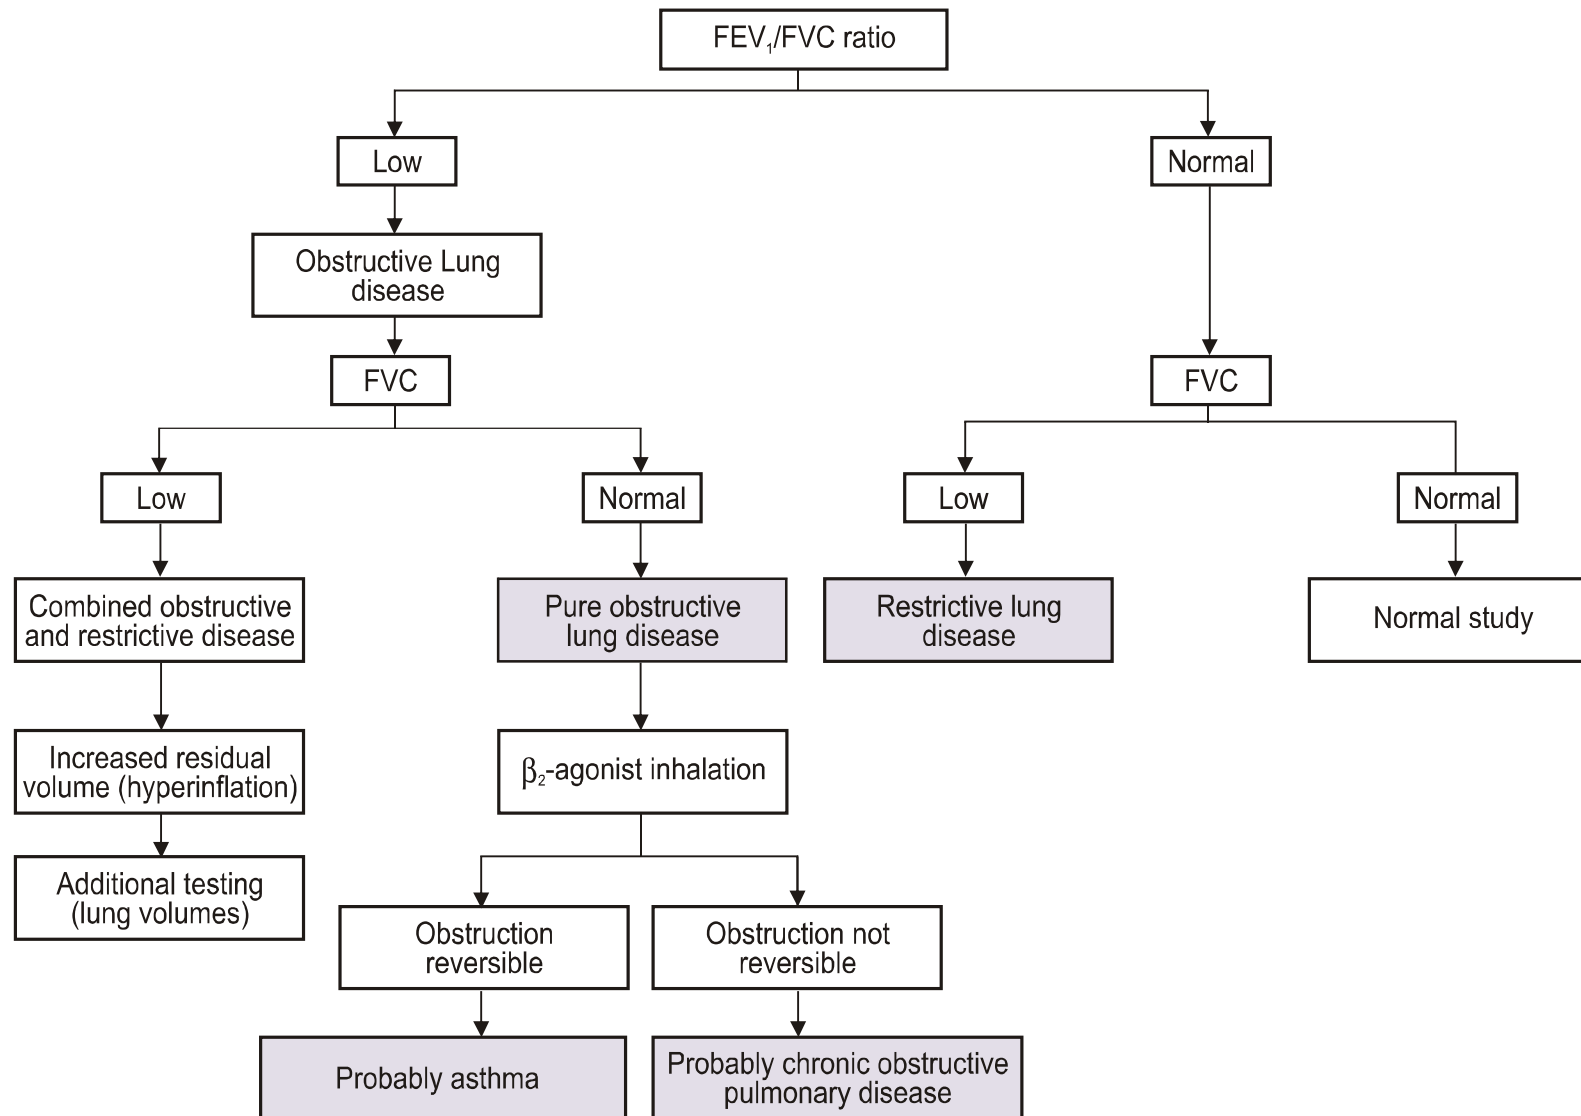 FEV₁/FVC ratio
Low
Normal
Obstructive Lung
disease
FVC
FVC
Low
Normal
Low
Normal
Combined obstructive
and restrictive disease
Pure obstructive
lung disease
Restrictive lung
disease
Normal study
Increased residual
volume (hyperinflation)
β₂-agonist inhalation
Additional testing
(lung volumes)
Obstruction
reversible
Obstruction not
reversible
Probably asthma
Probably chronic obstructive
pulmonary disease